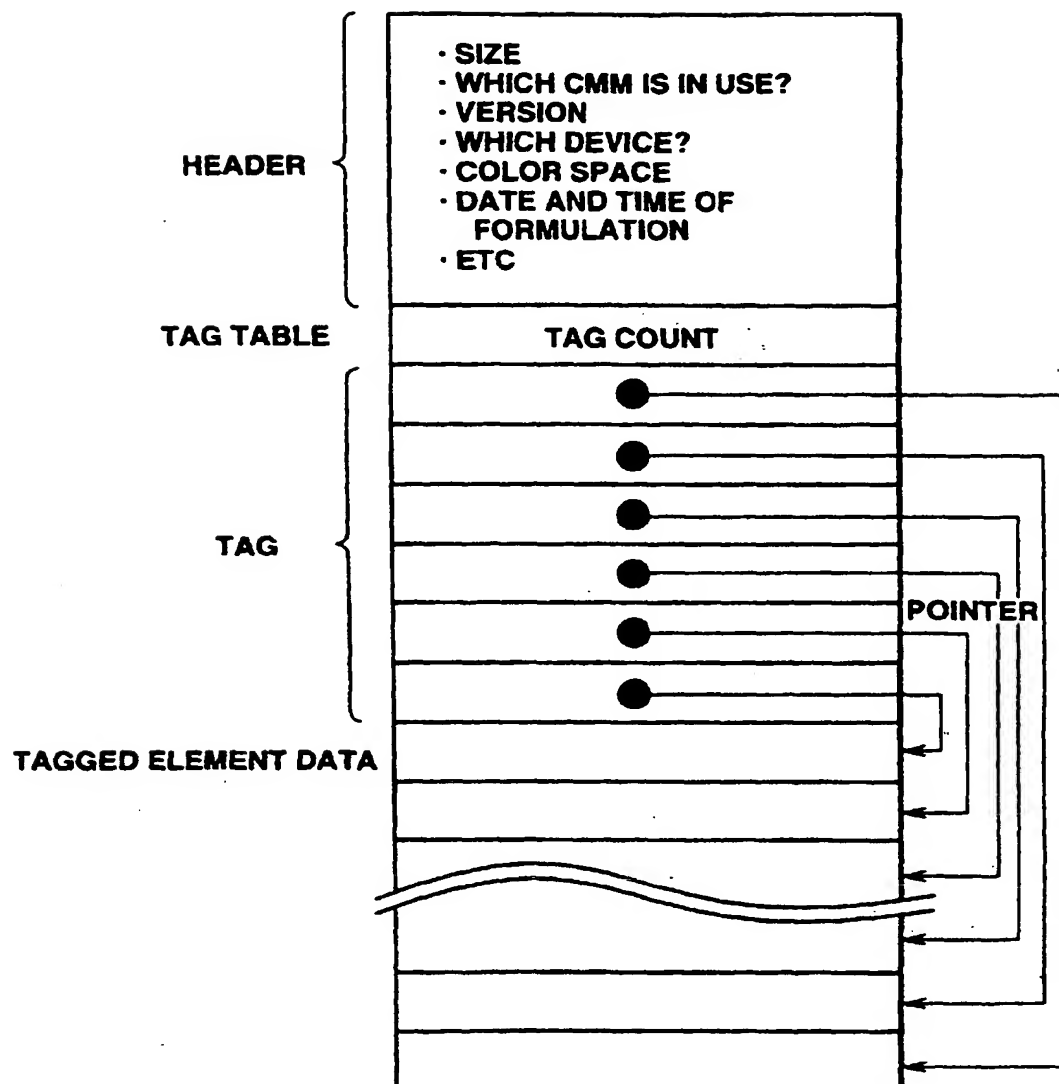 · SIZE
· WHICH CMM IS IN USE?
· VERSION
· WHICH DEVICE?
· COLOR SPACE
· DATE AND TIME OF
FORMULATION
· ETC
HEADER
TAG TABLE
TAG COUNT
TAG
POINTER
TAGGED ELEMENT DATA